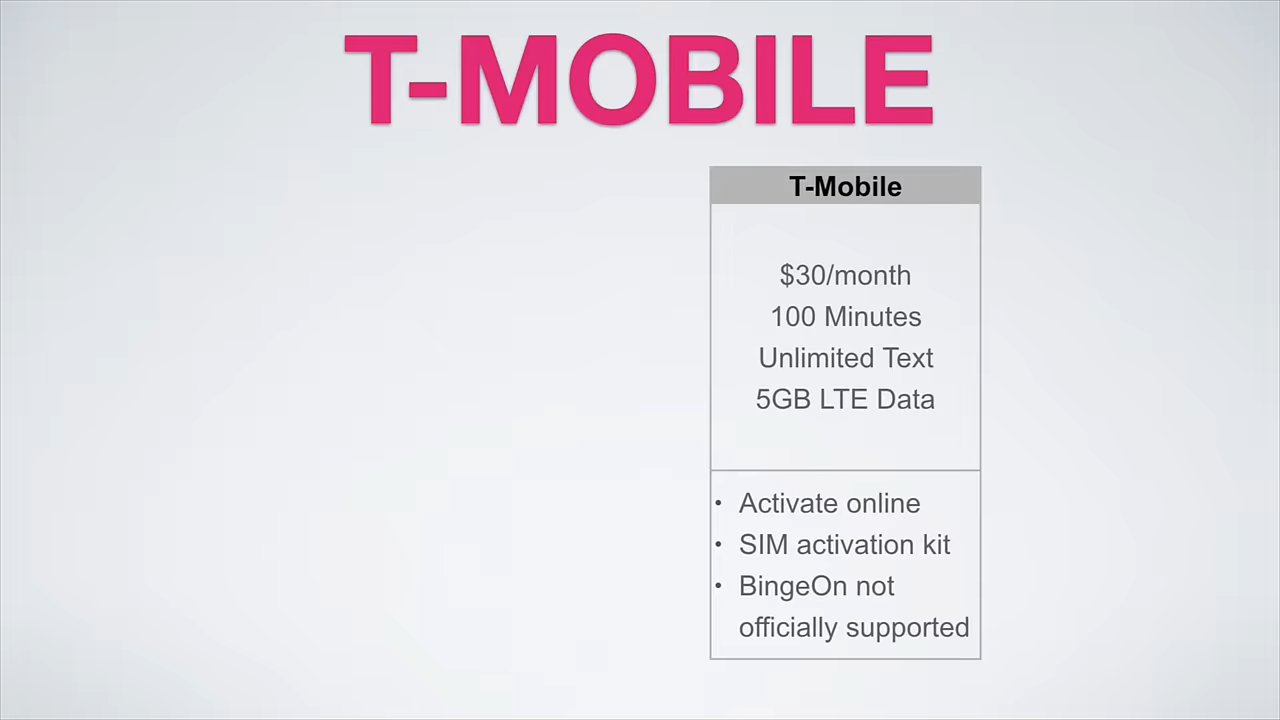 T-MOBILE
T-Mobile
$30/month
100 Minutes
Unlimited Text
5GB LTE Data
• Activate online
• SIM activation kit
• BingeOn not
officially supported